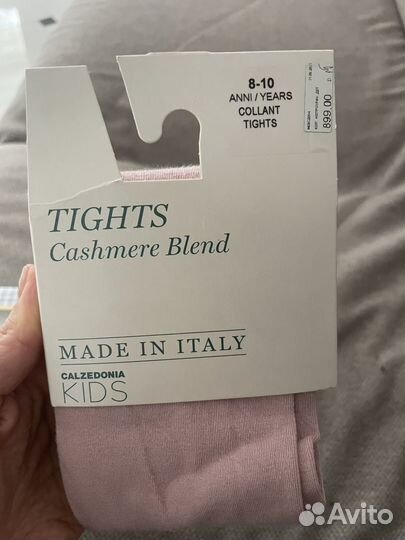 8-10
ANNI / YEARS
COLLANT
TIGHTS
899.00
TIGHTS
Cashmere Blend
MADE IN ITALY
CALZEDONIA
KIDS
Avito